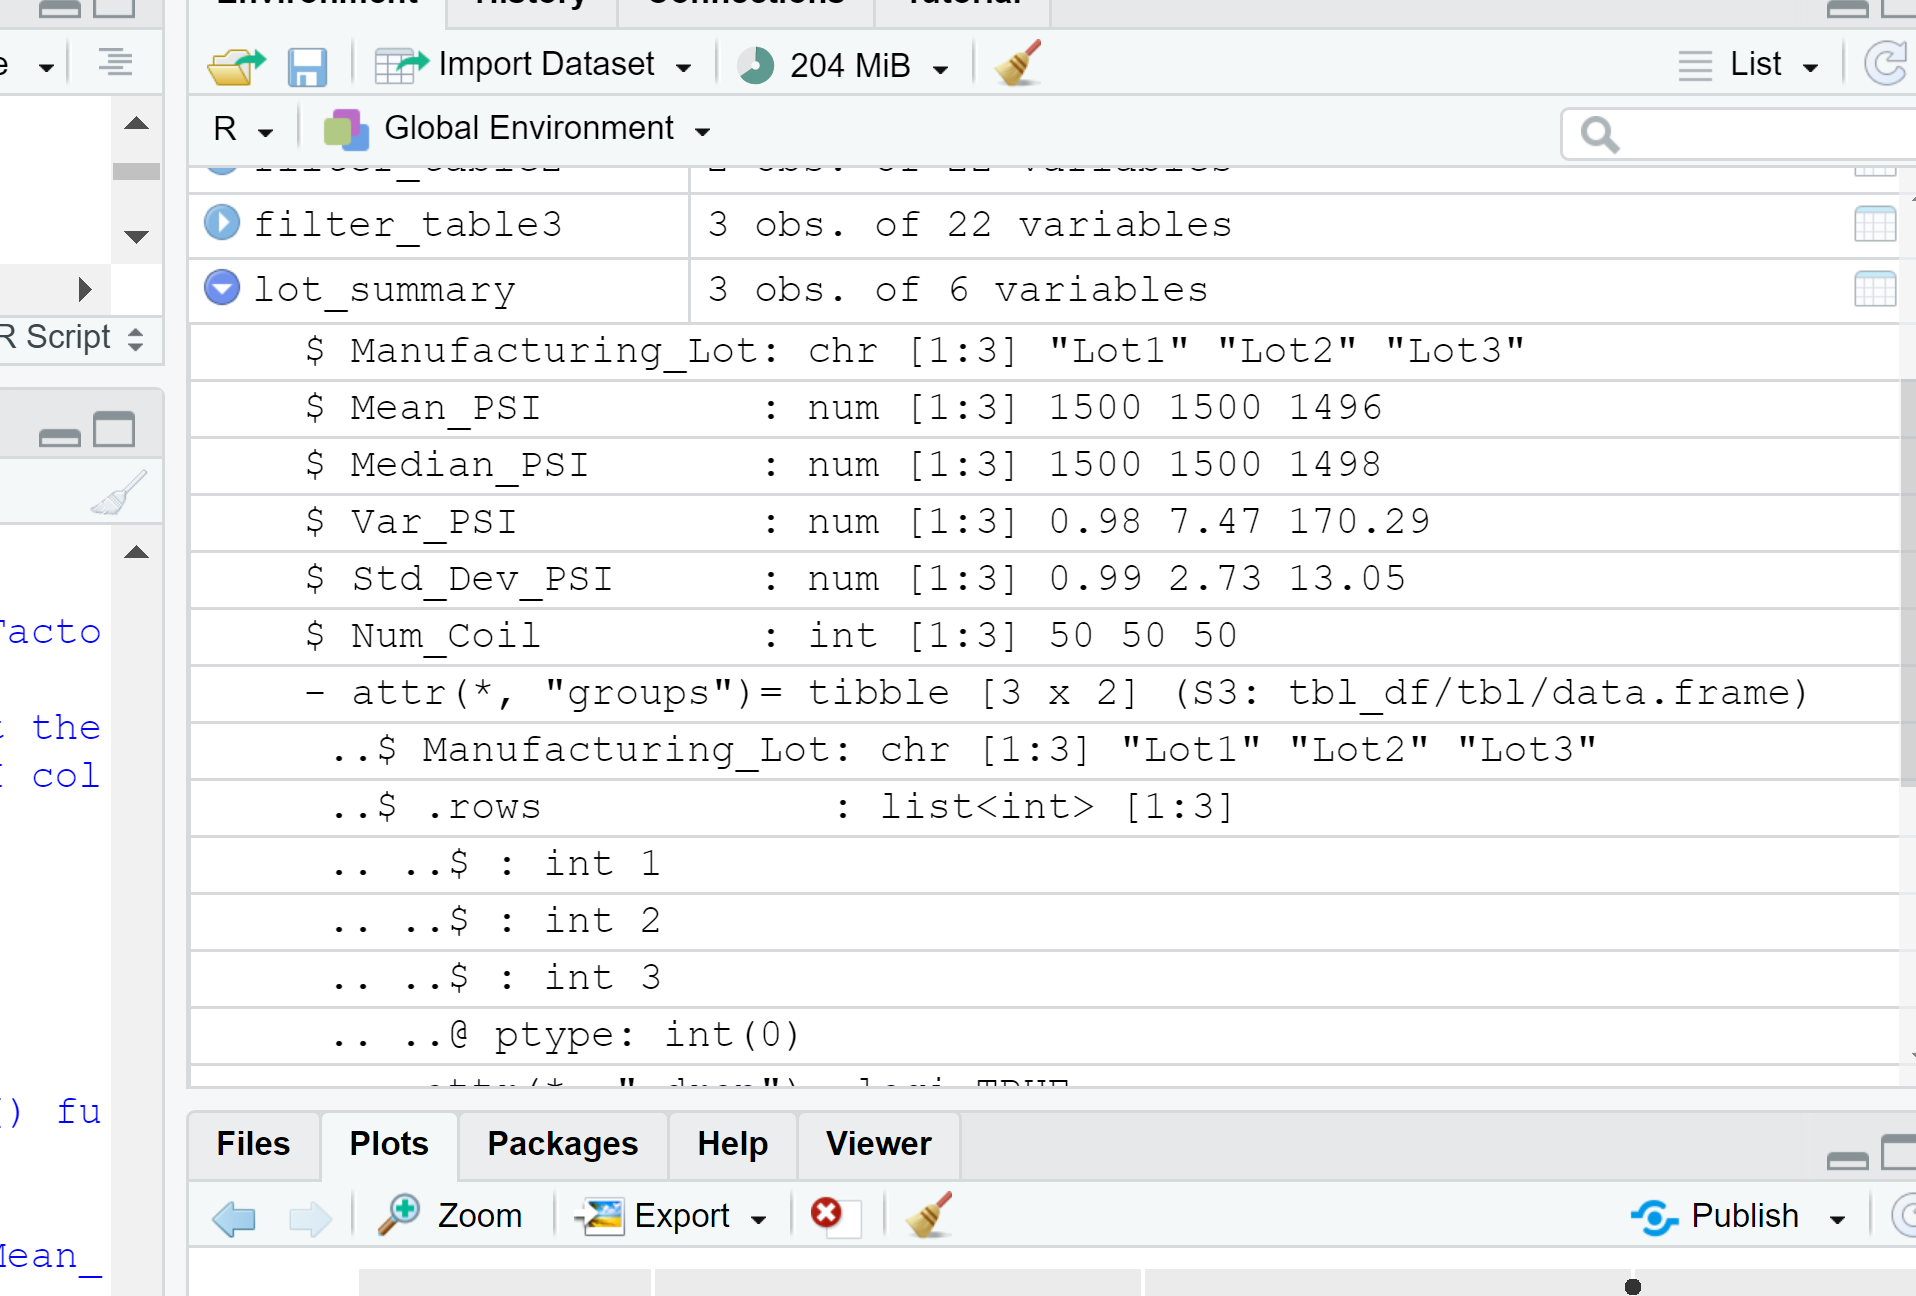 Environment History Connections Tutorial
Import Dataset 204 MiB List
R Global Environment
filter_table3 3 obs. of 22 variables
lot_summary 3 obs. of 6 variables
$ Manufacturing_Lot: chr [1:3] "Lot1" "Lot2" "Lot3"
$ Mean_PSI : num [1:3] 1500 1500 1496
$ Median_PSI : num [1:3] 1500 1500 1498
$ Var_PSI : num [1:3] 0.98 7.47 170.29
$ Std_Dev_PSI : num [1:3] 0.99 2.73 13.05
$ Num_Coil : int [1:3] 50 50 50
- attr(*, "groups")= tibble [3 x 2] (S3: tbl_df/tbl/data.frame)
..$ Manufacturing_Lot: chr [1:3] "Lot1" "Lot2" "Lot3"
..$ .rows : list<int> [1:3]
.. ..$ : int 1
.. ..$ : int 2
.. ..$ : int 3
.. ..@ ptype: int(0)
R Script
acto
the
col
) fu
Mean_
Files Plots Packages Help Viewer
Zoom Export Publish